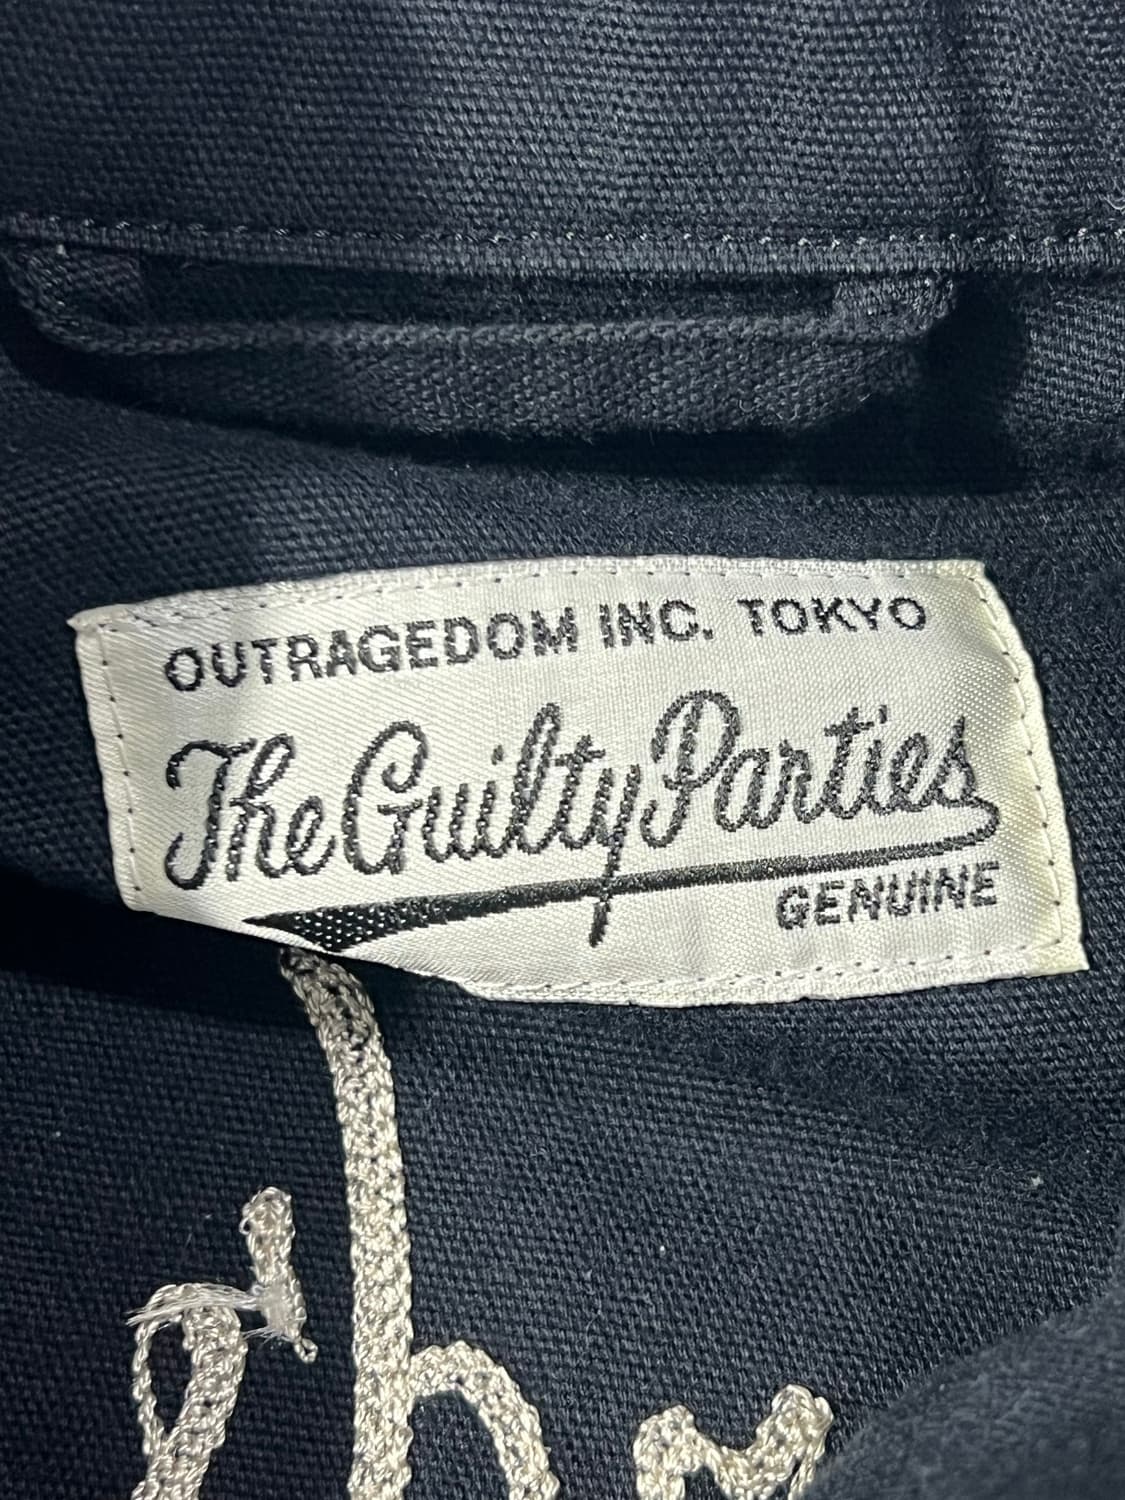 OUTRAGEDOM INC. TOKYO
The Guilty Parties
GENUINE